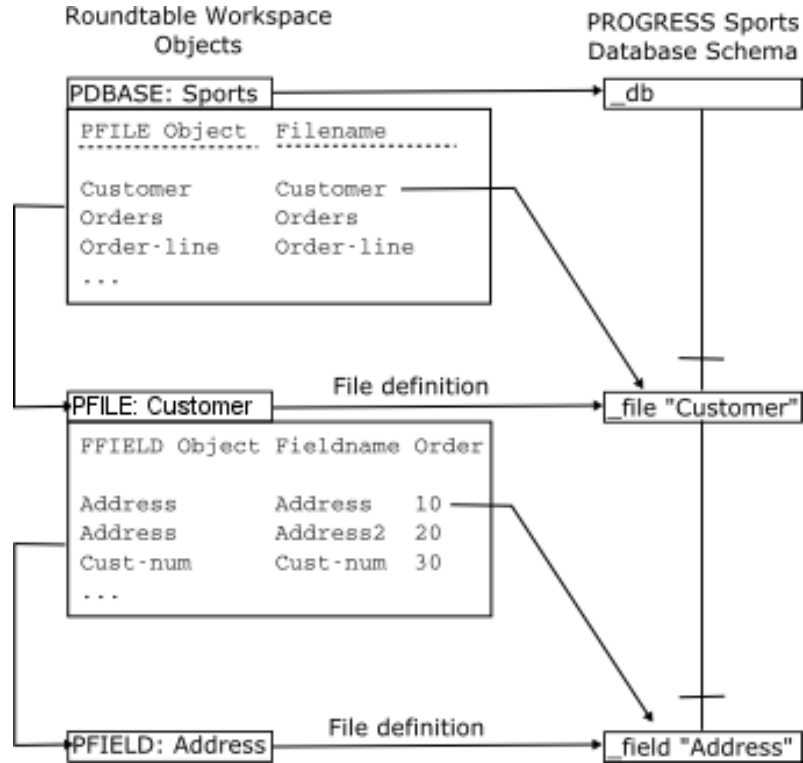 Roundtable Workspace
Objects
PROGRESS Sports
Database Schema
PDBASE: Sports
_db
PFILE Object Filename
Customer Customer
Orders Orders
Order-line Order-line
...
File definition
PFILE: Customer
_file "Customer"
FFIELD Object Fieldname Order
Address Address 10
Address Address2 20
Cust-num Cust-num 30
...
File definition
PFIELD: Address
_field "Address"